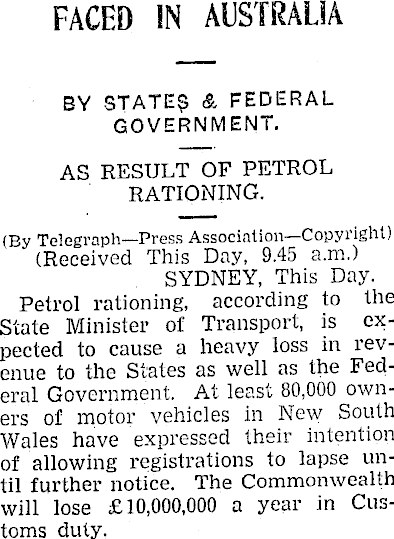 FACED IN AUSTRALIA
BY STATES & FEDERAL
GOVERNMENT.
AS RESULT OF PETROL
RATIONING.
(By Telegraph—Press Association—Copyright)
(Received This Day, 9.45 a.m.)
SYDNEY, This Day.
Petrol rationing, according to the
State Minister of Transport, is ex-
pected to cause a heavy loss in rev-
enue to the States as well as the Fed-
eral Government. At least 80,000 own-
ers of motor vehicles in New South
Wales have expressed their intention
of allowing registrations to lapse un-
til further notice. The Commonwealth
will lose £10,000,000 a year in Cus-
toms duty.